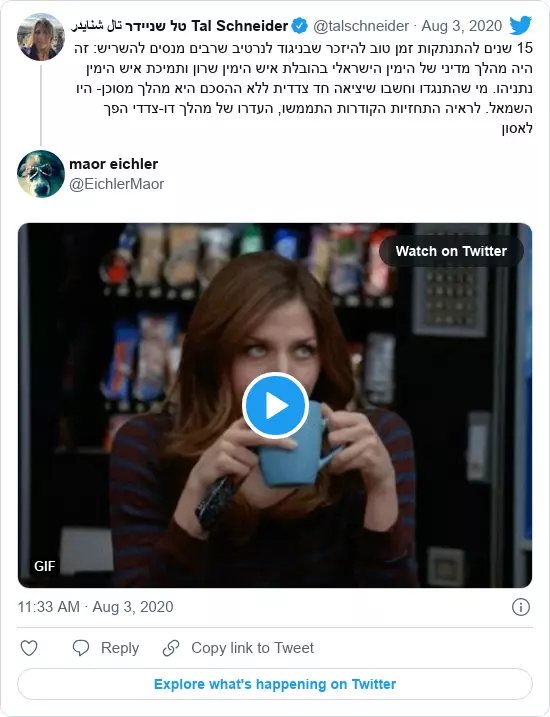 Tal Schneider טל שניידר تال شنايدر @talschneider · Aug 3, 2020
15 שנים להתנתקות זמן טוב להיזכר שבניגוד לנרטיב שרבים מנסים להשריש: זה
היה מהלך מדיני של הימין הישראלי בהובלת איש הימין שרון ותמיכת איש הימין
נתניהו. מי שהתנגדו וחשבו שיציאה חד צדדית ללא ההסכם היא מהלך מסוכן- היו
השמאל. לראיה התחזיות הקודרות התממשו, העדרו של מהלך דו-צדדי הפך
לאסון
maor eichler
@EichlerMaor
Watch on Twitter
GIF
11:33 AM · Aug 3, 2020
Reply Copy link to Tweet
Explore what's happening on Twitter